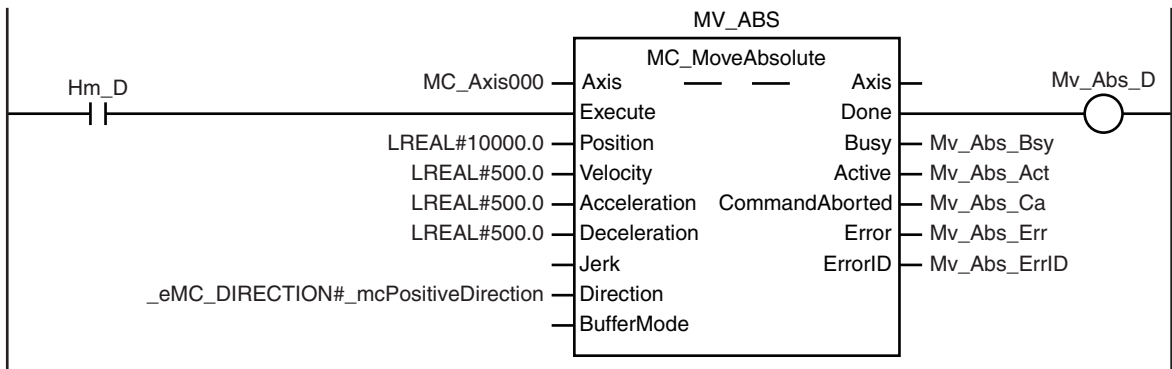 MV_ABS
MC_MoveAbsolute
MC_Axis000 Axis Axis
Hm_D Execute Done Mv_Abs_D
LREAL#10000.0 Position Busy Mv_Abs_Bsy
LREAL#500.0 Velocity Active Mv_Abs_Act
LREAL#500.0 Acceleration CommandAborted Mv_Abs_Ca
LREAL#500.0 Deceleration Error Mv_Abs_Err
Jerk ErrorID Mv_Abs_ErrID
_eMC_DIRECTION#_mcPositiveDirection Direction
BufferMode